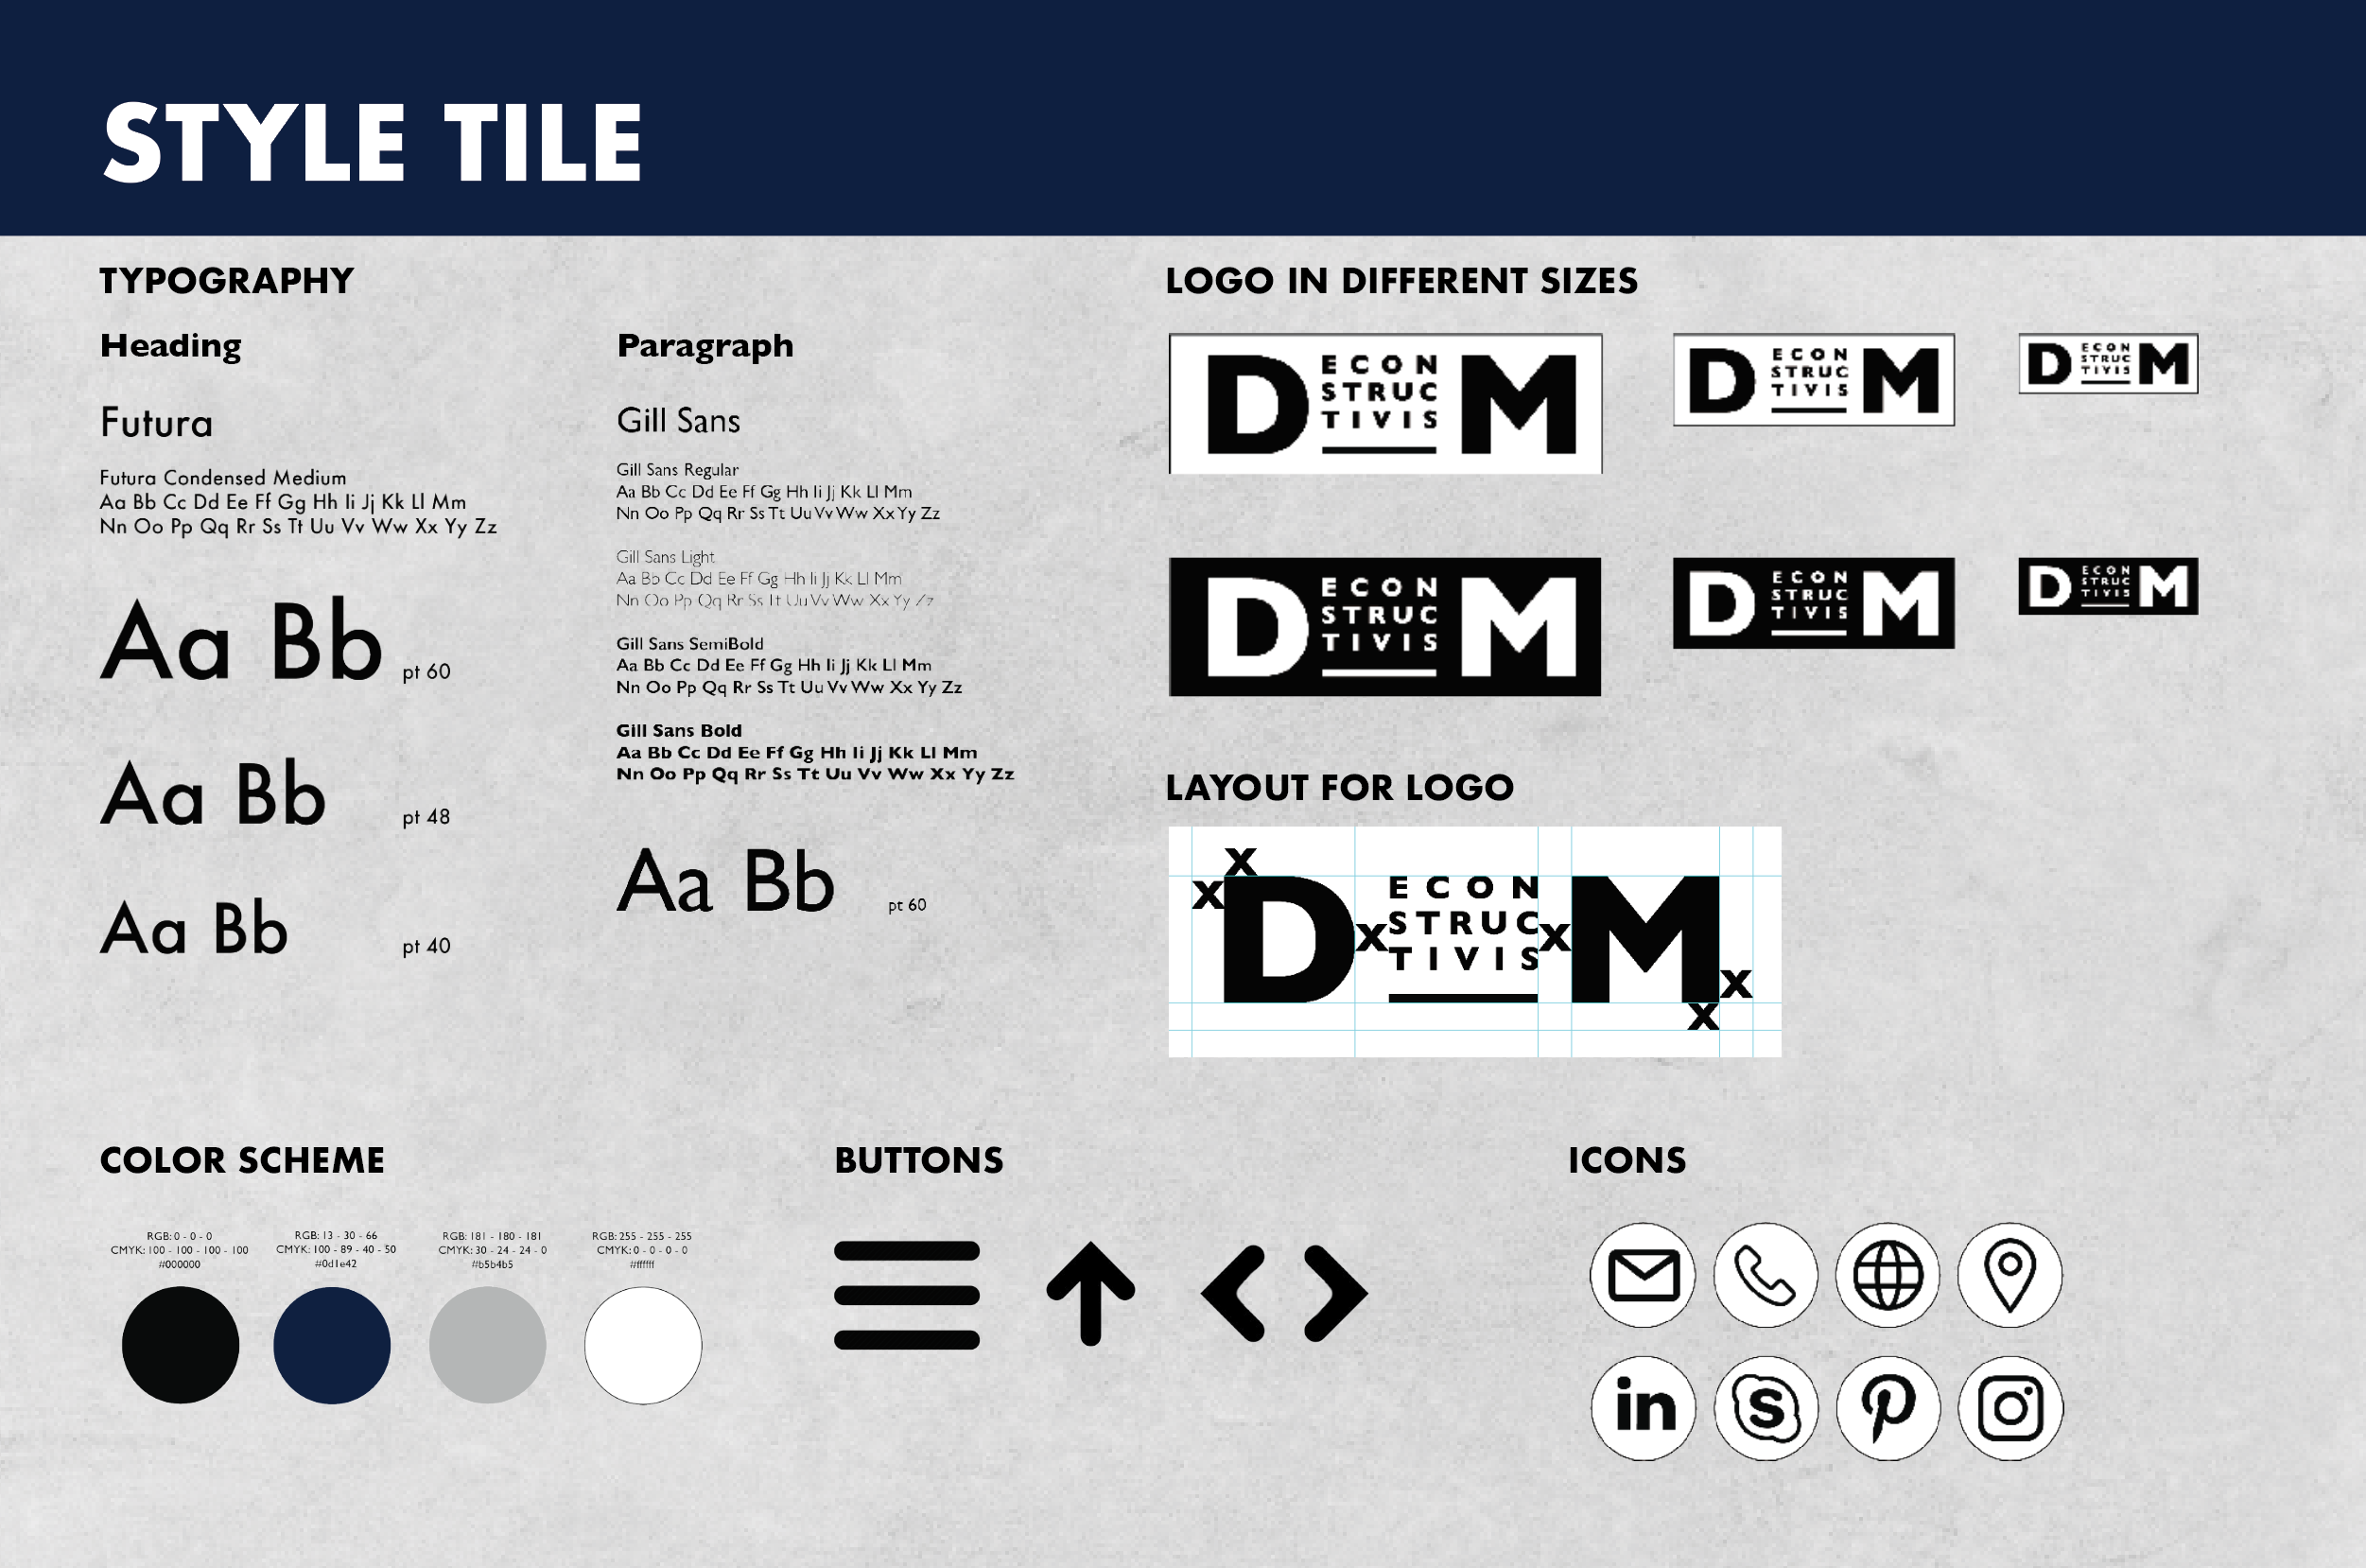 STYLE TILE
TYPOGRAPHY
Heading
Futura
Futura Condensed Medium
Aa Bb Cc Dd Ee Ff Gg Hh Ii Jj Kk Ll Mm
Nn Oo Pp Qq Rr Ss Tt Uu Vv Ww Xx Yy Zz
Aa Bb pt 60
Aa Bb pt 48
Aa Bb pt 40
Paragraph
Gill Sans
Gill Sans Regular
Aa Bb Cc Dd Ee Ff Gg Hh Ii Jj Kk Ll Mm
Nn Oo Pp Qq Rr Ss Tt Uu Vv Ww Xx Yy Zz
Gill Sans Light
Aa Bb Cc Dd Ee Ff Gg Hh Ii Jj Kk Ll Mm
Nn Oo Pp Qq Rr Ss Tt Uu Vv Ww Xx Yy Zz
Gill Sans SemiBold
Aa Bb Cc Dd Ee Ff Gg Hh Ii Jj Kk Ll Mm
Nn Oo Pp Qq Rr Ss Tt Uu Vv Ww Xx Yy Zz
Gill Sans Bold
Aa Bb Cc Dd Ee Ff Gg Hh Ii Jj Kk Ll Mm
Nn Oo Pp Qq Rr Ss Tt Uu Vv Ww Xx Yy Zz
Aa Bb pt 60
LOGO IN DIFFERENT SIZES
D ECON M
STRUC
TIVIS
D ECON M
STRUC
TIVIS
D ECON M
STRUC
TIVIS
D ECON M
STRUC
TIVIS
D ECON M
STRUC
TIVIS
D ECON M
STRUC
TIVIS
LAYOUT FOR LOGO
X
X D ECON M
X STRUC X
TIVIS
X
X
COLOR SCHEME
RGB: 0 - 0 - 0
CMYK: 100 - 100 - 100 - 100
#000000
RGB: 13 - 30 - 66
CMYK: 100 - 89 - 40 - 50
#0d1e42
RGB: 181 - 180 - 181
CMYK: 30 - 24 - 24 - 0
#b5b4b5
RGB: 255 - 255 - 255
CMYK: 0 - 0 - 0 - 0
#ffffff
BUTTONS
ICONS
in
S